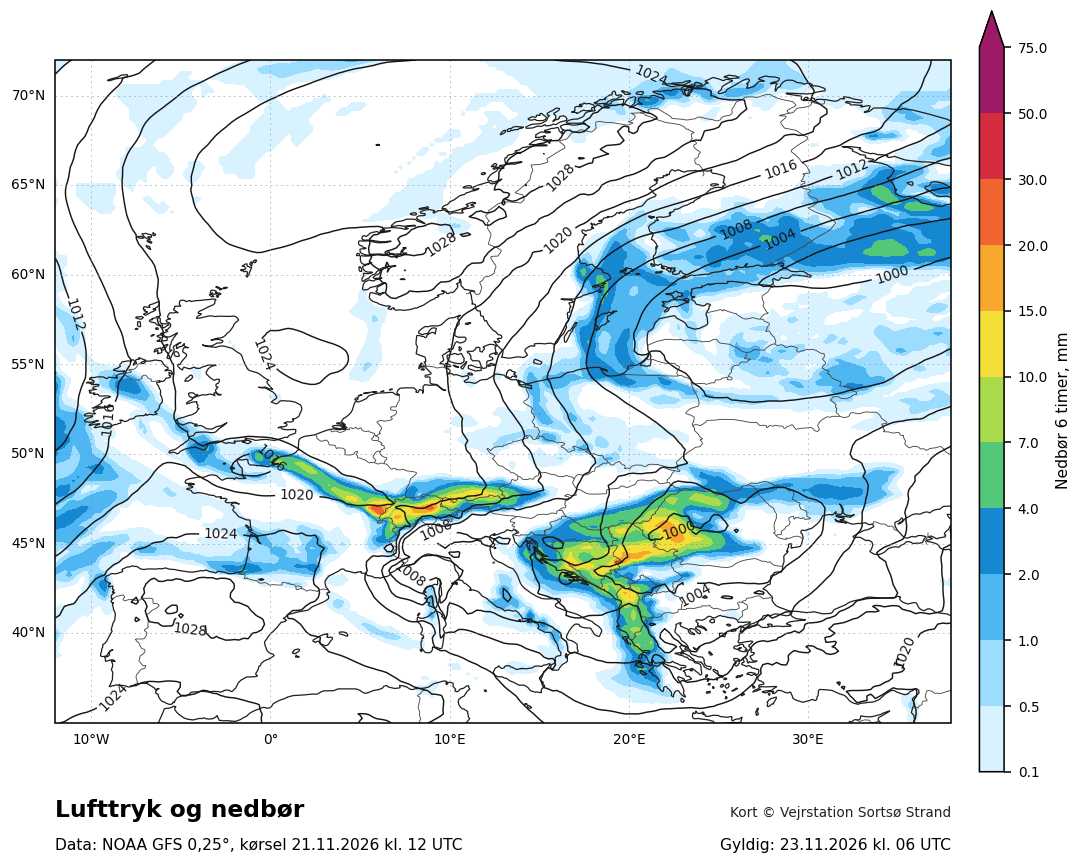 75.0
50.0
30.0
20.0
15.0
10.0
7.0
4.0
2.0
1.0
0.5
0.1
Nedbør 6 timer, mm
70°N
65°N
60°N
55°N
50°N
45°N
40°N
10°W
0°
10°E
20°E
30°E
1024
1028
1016
1012
1020
1028
1008
1004
1000
1012
1024
1016
1016
1020
1024
1008
1000
1008
1004
1028
1020
1024
Lufttryk og nedbør
Kort © Vejrstation Sortsø Strand
Data: NOAA GFS 0,25°, kørsel 21.11.2026 kl. 12 UTC
Gyldig: 23.11.2026 kl. 06 UTC